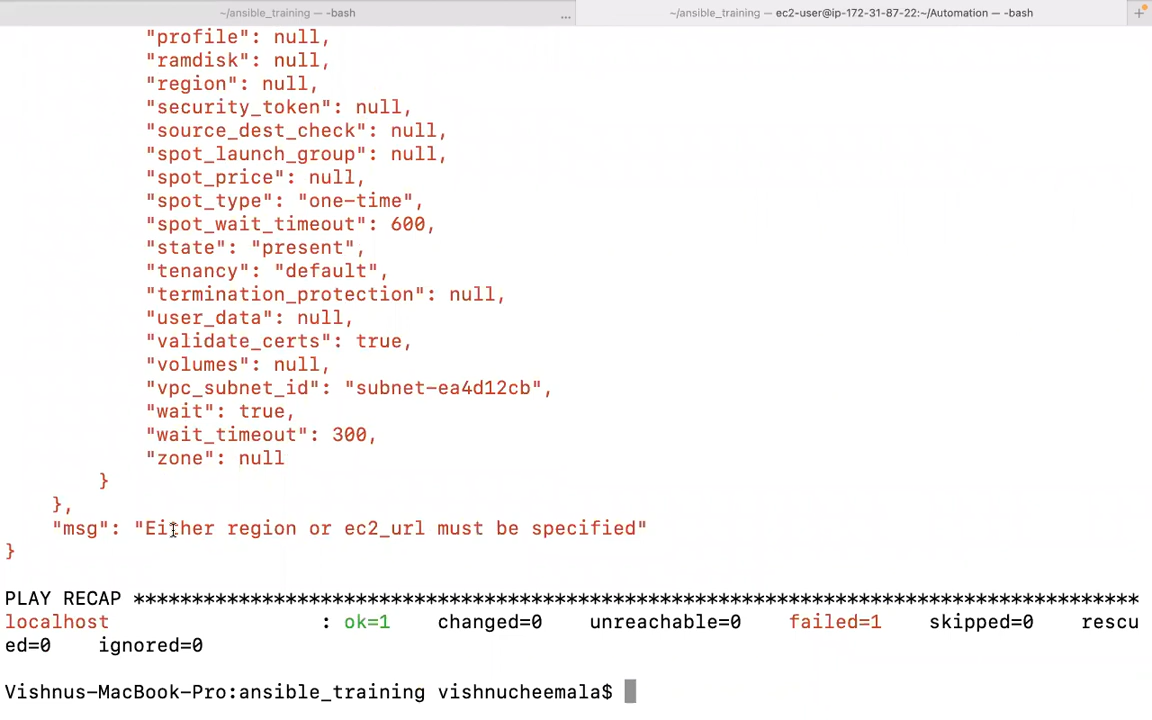 ~/ansible_training — -bash
...
~/ansible_training — ec2-user@ip-172-31-87-22:~/Automation — -bash
+
"profile": null,
"ramdisk": null,
"region": null,
"security_token": null,
"source_dest_check": null,
"spot_launch_group": null,
"spot_price": null,
"spot_type": "one-time",
"spot_wait_timeout": 600,
"state": "present",
"tenancy": "default",
"termination_protection": null,
"user_data": null,
"validate_certs": true,
"volumes": null,
"vpc_subnet_id": "subnet-ea4d12cb",
"wait": true,
"wait_timeout": 300,
"zone": null
}
},
"msg": "Either region or ec2_url must be specified"
}
PLAY RECAP **************************************************************************************
localhost : ok=1 changed=0 unreachable=0 failed=1 skipped=0 rescu
ed=0 ignored=0
Vishnus-MacBook-Pro:ansible_training vishnucheemala$